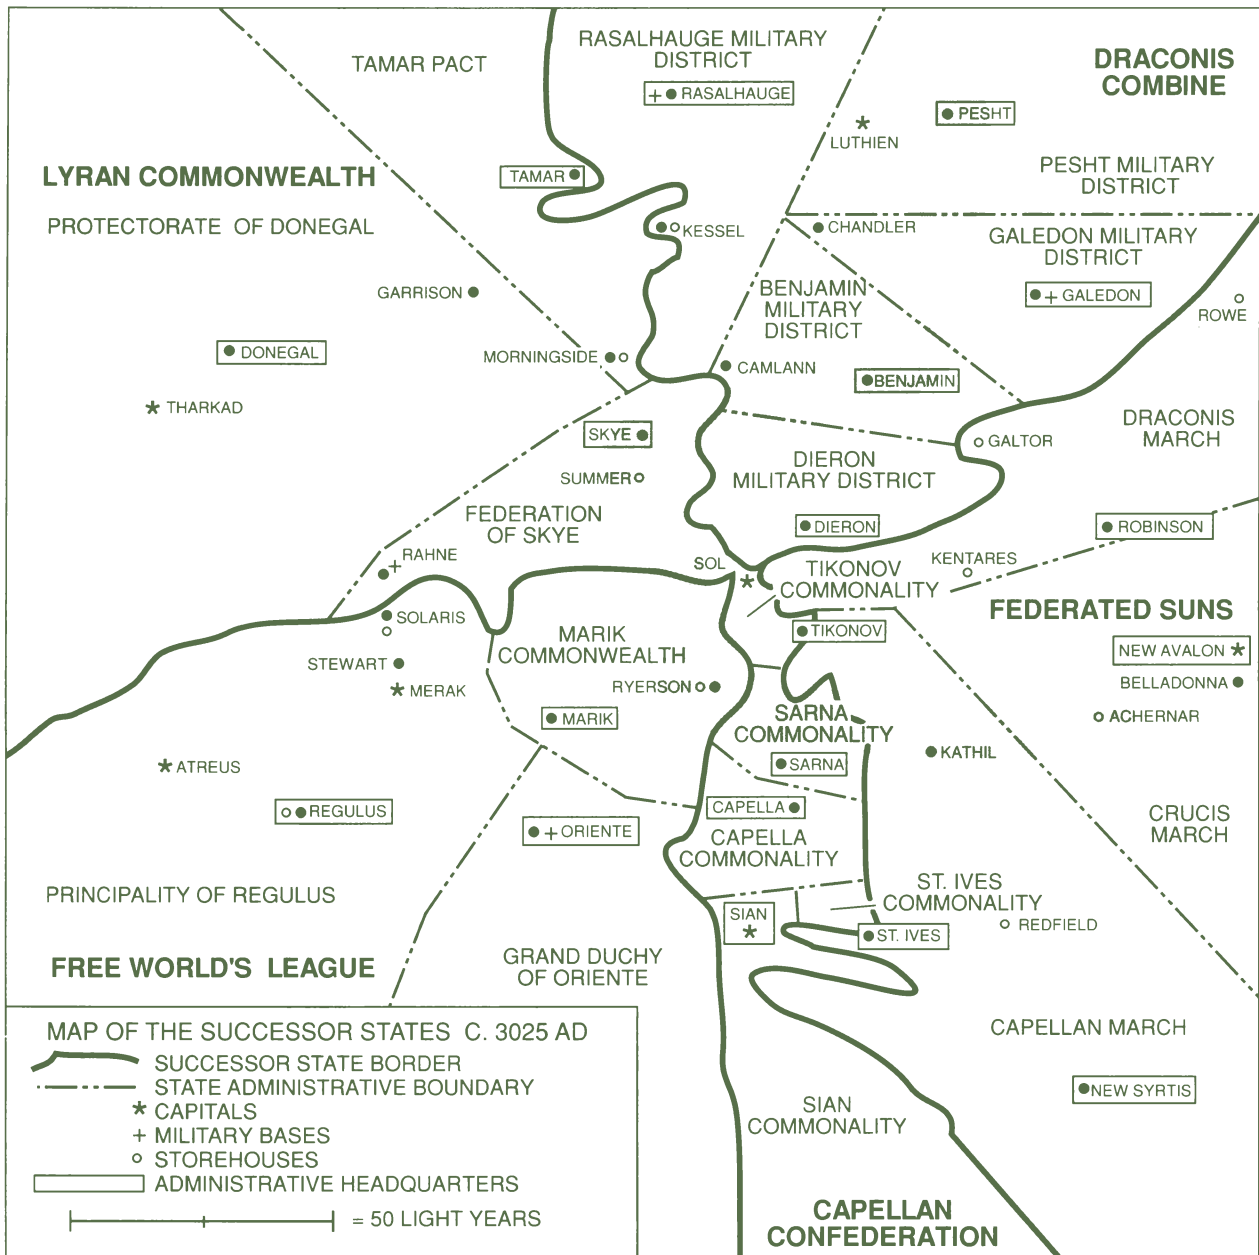 TAMAR PACT
RASALHAUGE MILITARY
DISTRICT
+ RASALHAUGE
DRACONIS
COMBINE
PESHT
* LUTHIEN
PESHT MILITARY
DISTRICT
LYRAN COMMONWEALTH
TAMAR
PROTECTORATE OF DONEGAL
KESSEL
CHANDLER
GALEDON MILITARY
DISTRICT
+ GALEDON
ROWE
GARRISON
BENJAMIN
MILITARY
DISTRICT
DONEGAL
MORNINGSIDE
CAMLANN
BENJAMIN
* THARKAD
DRACONIS
MARCH
SKYE
GALTOR
SUMMER
DIERON
MILITARY DISTRICT
FEDERATION
OF SKYE
DIERON
ROBINSON
RAHNE
+
SOL
*
TIKONOV
COMMONALITY
KENTARES
FEDERATED SUNS
SOLARIS
MARIK
COMMONWEALTH
TIKONOV
NEW AVALON *
STEWART
* MERAK
RYERSON
BELLADONNA
MARIK
SARNA
COMMONALITY
ACHERNAR
KATHIL
* ATREUS
SARNA
REGULUS
CAPELLA
+ ORIENTE
CRUCIS
MARCH
CAPELLA
COMMONALITY
PRINCIPALITY OF REGULUS
ST. IVES
COMMONALITY
SIAN
*
REDFIELD
ST. IVES
FREE WORLD'S LEAGUE
GRAND DUCHY
OF ORIENTE
CAPELLAN MARCH
NEW SYRTIS
SIAN
COMMONALITY
CAPELLAN
CONFEDERATION
MAP OF THE SUCCESSOR STATES C. 3025 AD
SUCCESSOR STATE BORDER
STATE ADMINISTRATIVE BOUNDARY
* CAPITALS
+ MILITARY BASES
STOREHOUSES
ADMINISTRATIVE HEADQUARTERS
= 50 LIGHT YEARS